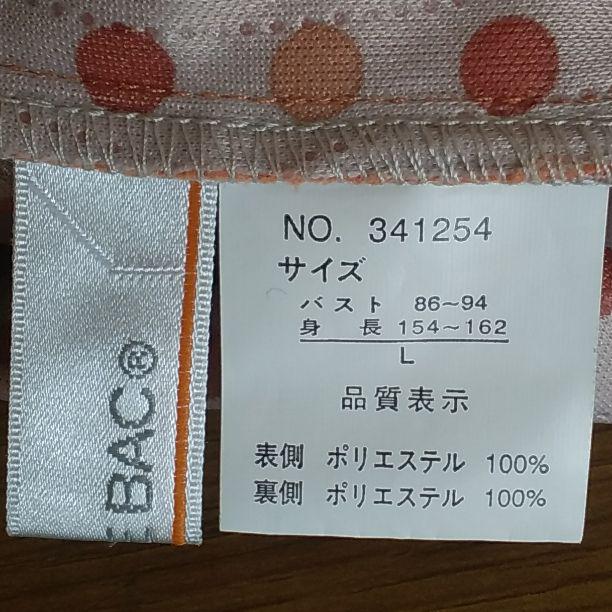 NO. 341254
サイズ
バスト 86~94
身 長 154~162
L
品質表示
表側 ポリエステル 100%
裏側 ポリエステル 100%
BAC®